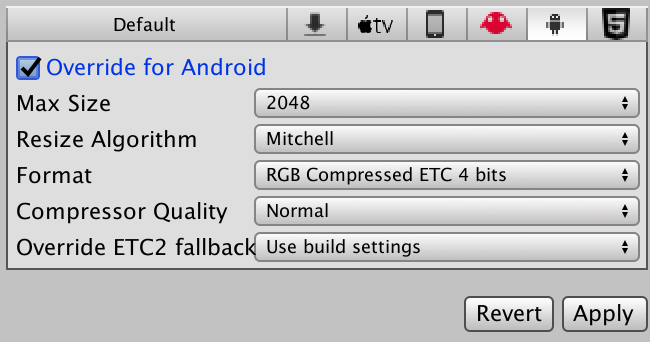 Default
tv
5
Override for Android
Max Size 2048
Resize Algorithm Mitchell
Format RGB Compressed ETC 4 bits
Compressor Quality Normal
Override ETC2 fallback Use build settings
Revert Apply